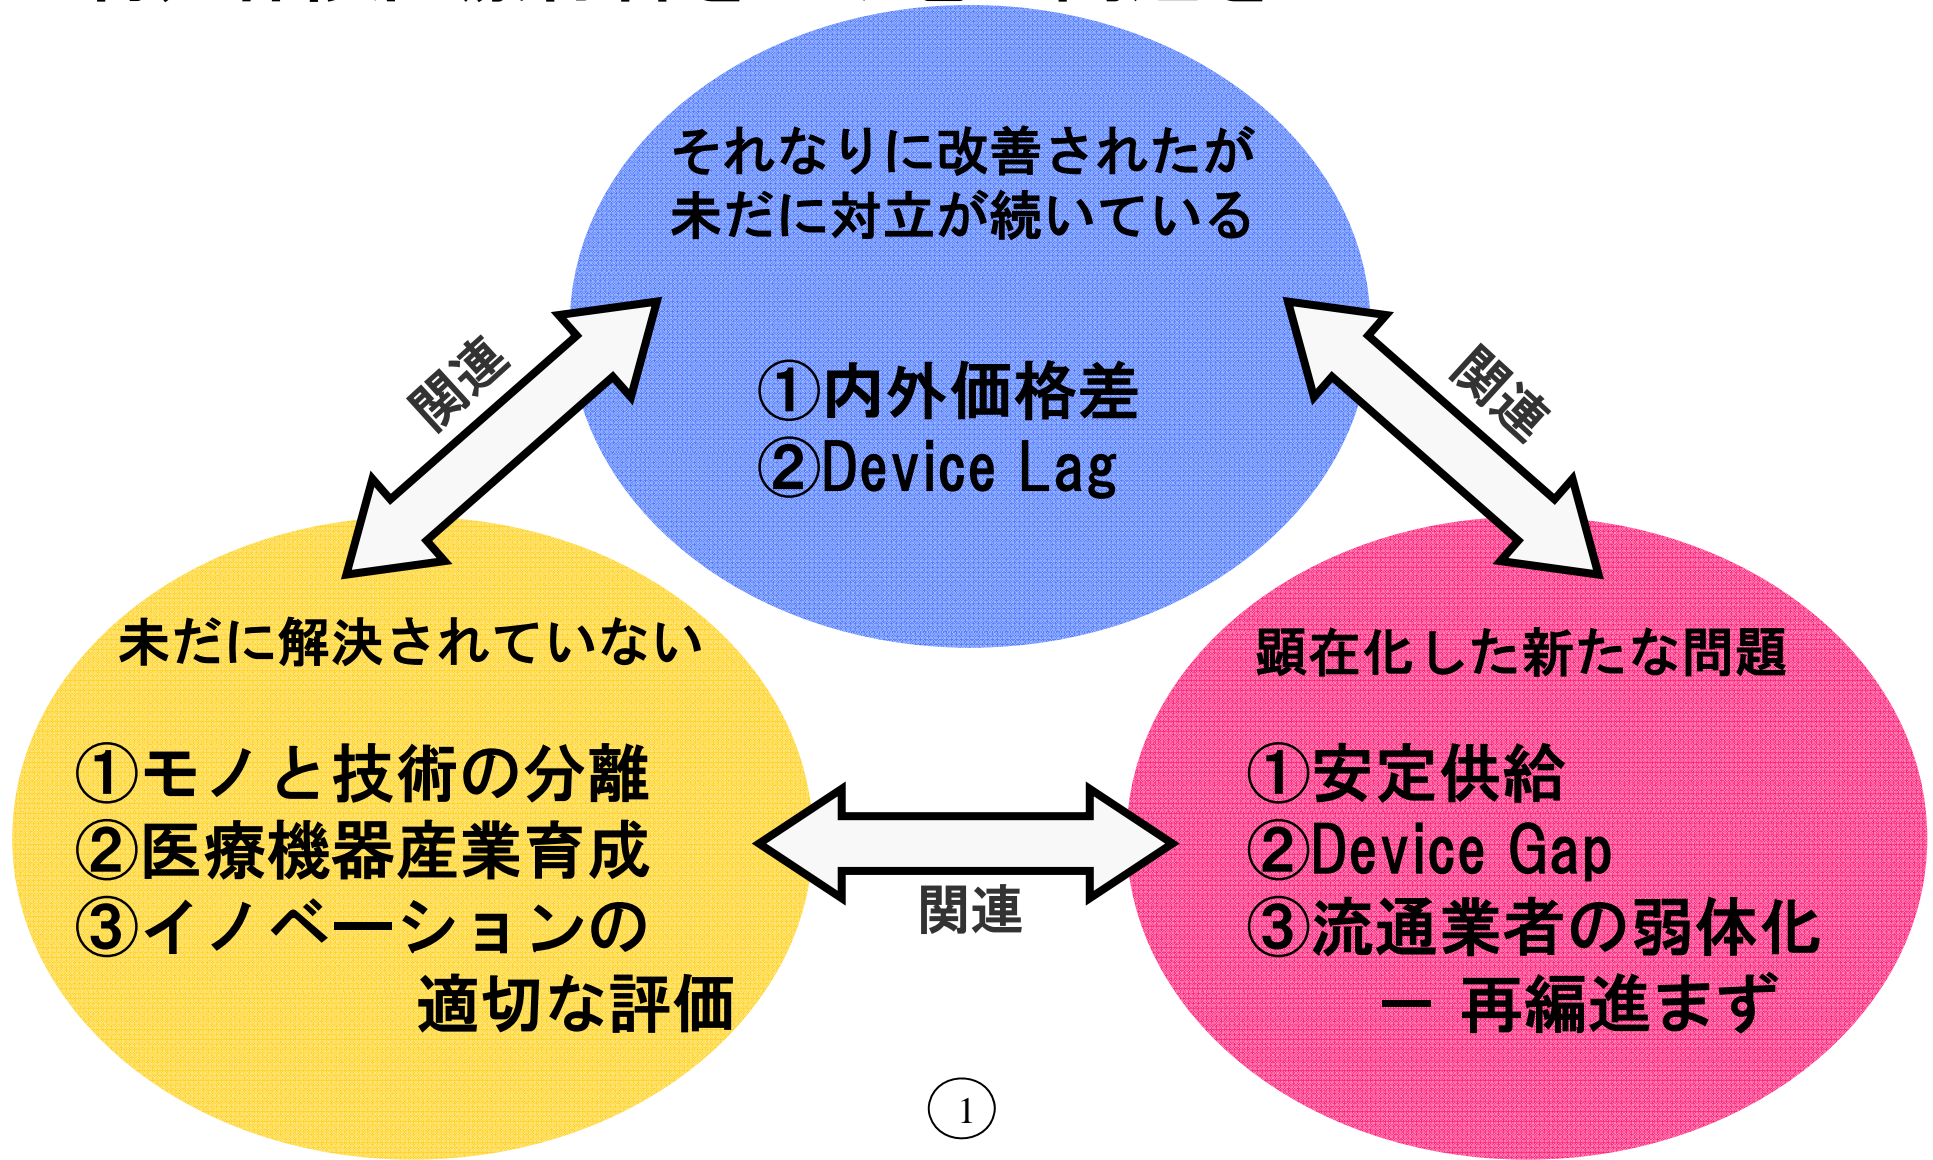 それなりに改善されたが
未だに対立が続いている
①内外価格差
②Device Lag
関連
関連
未だに解決されていない
①モノと技術の分離
②医療機器産業育成
③イノベーションの
適切な評価
関連
顕在化した新たな問題
①安定供給
②Device Gap
③流通業者の弱体化
― 再編進まず
1